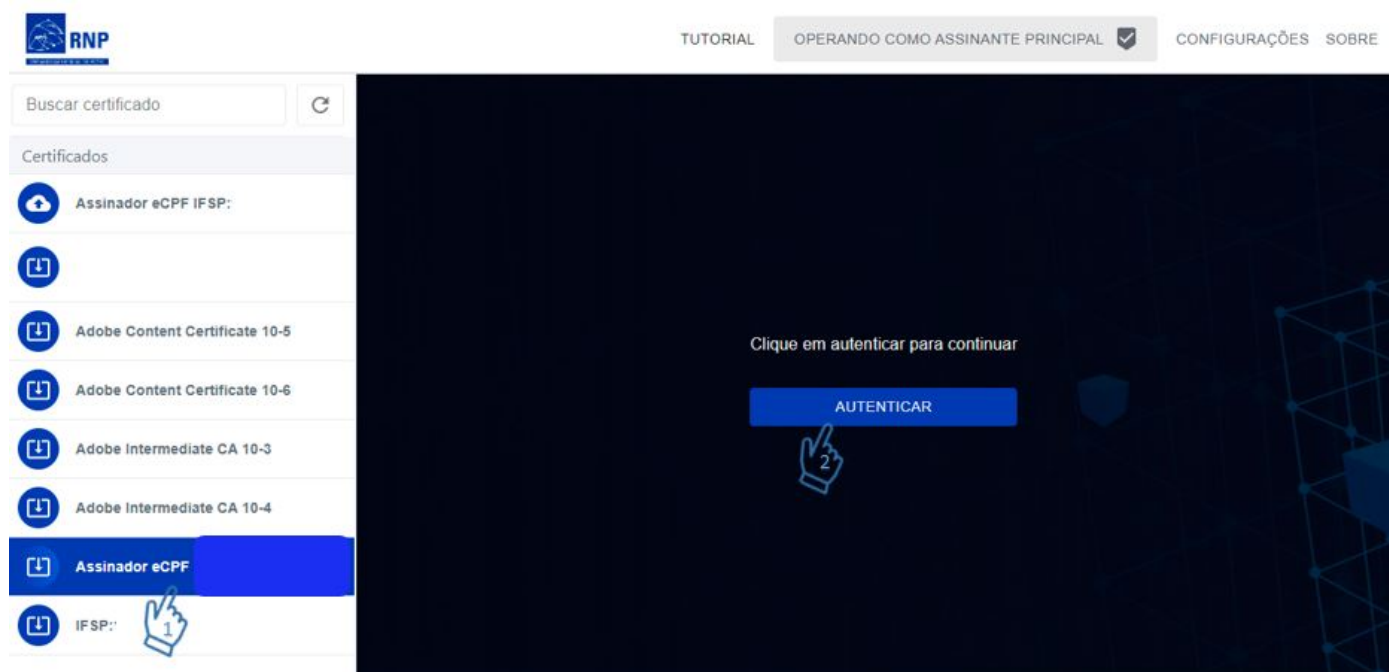 RNP
TUTORIAL
OPERANDO COMO ASSINANTE PRINCIPAL
CONFIGURAÇÕES
SOBRE
Buscar certificado
Certificados
Assinador eCPF IFSP:
Adobe Content Certificate 10-5
Adobe Content Certificate 10-6
Adobe Intermediate CA 10-3
Adobe Intermediate CA 10-4
Assinador eCPF
1
IFSP:
Clique em autenticar para continuar
AUTENTICAR
2